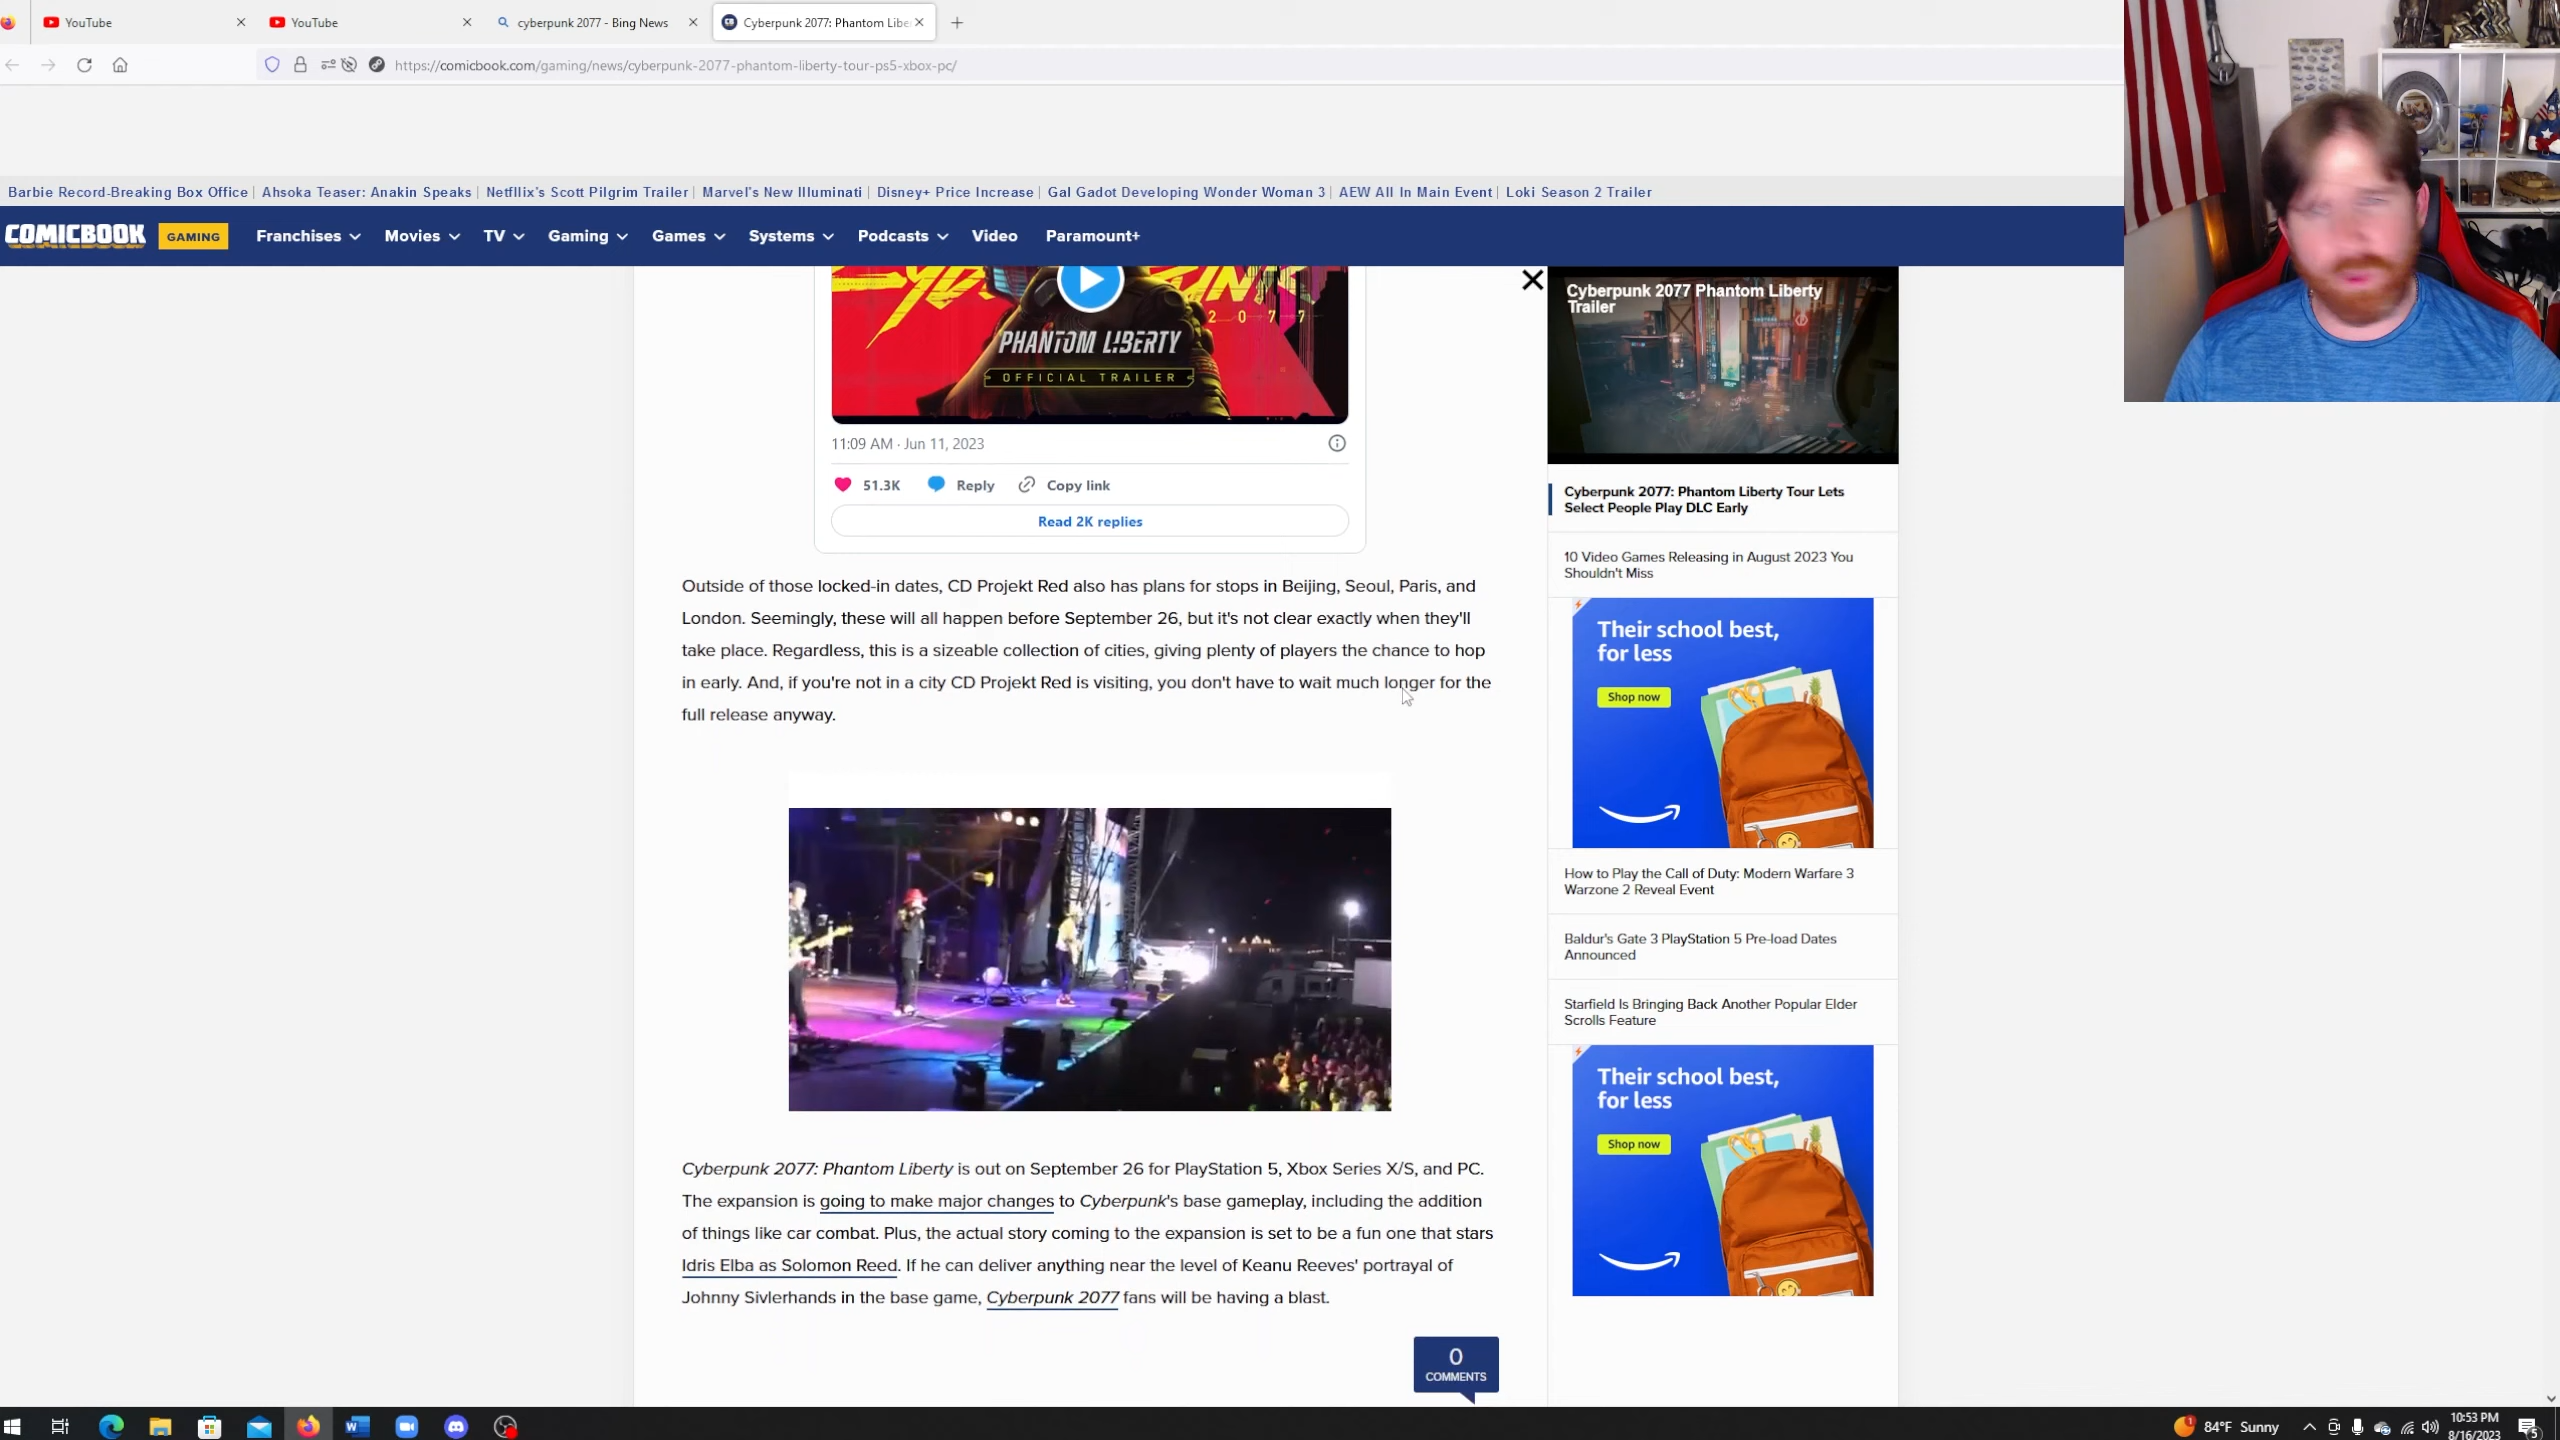 YouTube
YouTube
cyberpunk 2077 - Bing News
Cyberpunk 2077: Phantom Libe
https://comicbook.com/gaming/news/cyberpunk-2077-phantom-liberty-tour-ps5-xbox-pc/
Barbie Record-Breaking Box Office | Ahsoka Teaser: Anakin Speaks | Netfllix's Scott Pilgrim Trailer | Marvel's New Illuminati | Disney+ Price Increase | Gal Gadot Developing Wonder Woman 3 | AEW All In Main Event | Loki Season 2 Trailer
COMICBOOK GAMING Franchises Movies TV Gaming Games Systems Podcasts Video Paramount+
2077
PHANTOM L!BERTY
OFFICIAL TRAILER
11:09 AM · Jun 11, 2023
51.3K Reply Copy link
Read 2K replies
Outside of those locked-in dates, CD Projekt Red also has plans for stops in Beijing, Seoul, Paris, and
London. Seemingly, these will all happen before September 26, but it's not clear exactly when they'll
take place. Regardless, this is a sizeable collection of cities, giving plenty of players the chance to hop
in early. And, if you're not in a city CD Projekt Red is visiting, you don't have to wait much longer for the
full release anyway.
Cyberpunk 2077: Phantom Liberty is out on September 26 for PlayStation 5, Xbox Series X/S, and PC.
The expansion is going to make major changes to Cyberpunk's base gameplay, including the addition
of things like car combat. Plus, the actual story coming to the expansion is set to be a fun one that stars
Idris Elba as Solomon Reed. If he can deliver anything near the level of Keanu Reeves' portrayal of
Johnny Sivlerhands in the base game, Cyberpunk 2077 fans will be having a blast.
0
COMMENTS
Cyberpunk 2077 Phantom Liberty
Trailer
Cyberpunk 2077: Phantom Liberty Tour Lets
Select People Play DLC Early
10 Video Games Releasing in August 2023 You
Shouldn't Miss
Their school best,
for less
Shop now
How to Play the Call of Duty: Modern Warfare 3
Warzone 2 Reveal Event
Baldur's Gate 3 PlayStation 5 Pre-load Dates
Announced
Starfield Is Bringing Back Another Popular Elder
Scrolls Feature
Their school best,
for less
Shop now
84°F Sunny
10:53 PM
8/16/2023
5